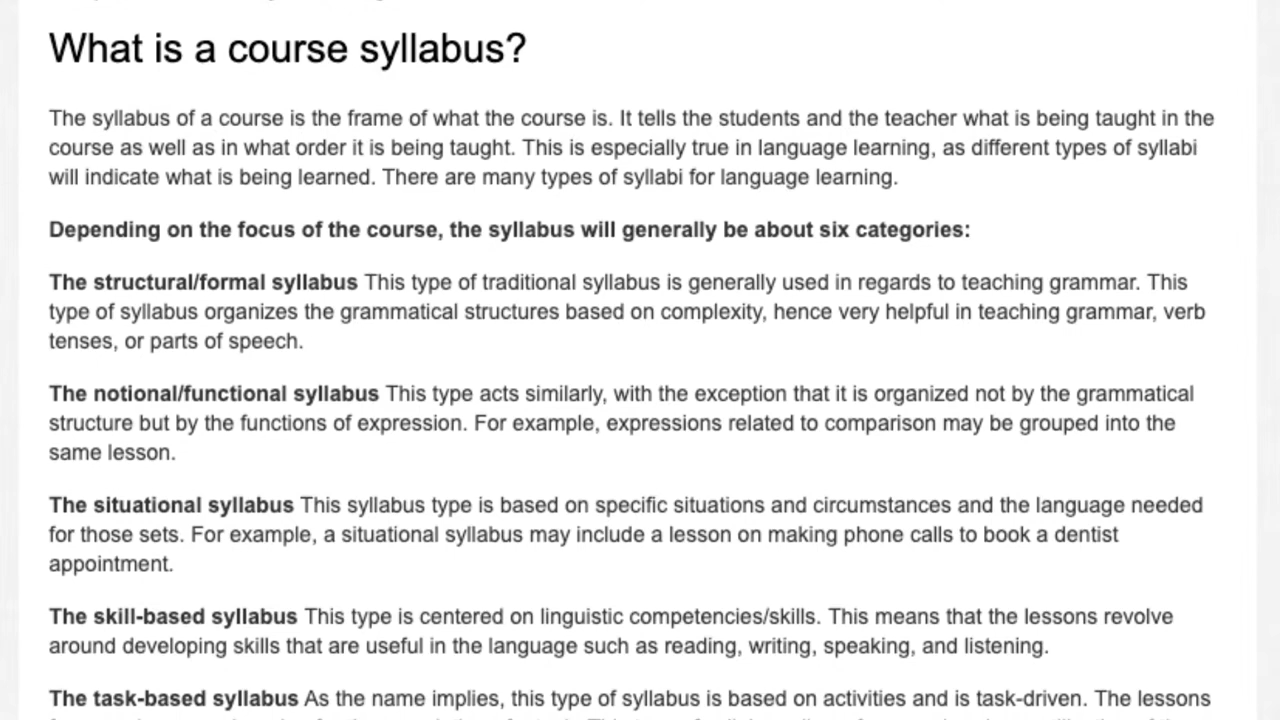 What is a course syllabus?
The syllabus of a course is the frame of what the course is. It tells the students and the teacher what is being taught in the
course as well as in what order it is being taught. This is especially true in language learning, as different types of syllabi
will indicate what is being learned. There are many types of syllabi for language learning.
Depending on the focus of the course, the syllabus will generally be about six categories:
The structural/formal syllabus This type of traditional syllabus is generally used in regards to teaching grammar. This
type of syllabus organizes the grammatical structures based on complexity, hence very helpful in teaching grammar, verb
tenses, or parts of speech.
The notional/functional syllabus This type acts similarly, with the exception that it is organized not by the grammatical
structure but by the functions of expression. For example, expressions related to comparison may be grouped into the
same lesson.
The situational syllabus This syllabus type is based on specific situations and circumstances and the language needed
for those sets. For example, a situational syllabus may include a lesson on making phone calls to book a dentist
appointment.
The skill-based syllabus This type is centered on linguistic competencies/skills. This means that the lessons revolve
around developing skills that are useful in the language such as reading, writing, speaking, and listening.
The task-based syllabus As the name implies, this type of syllabus is based on activities and is task-driven. The lessons